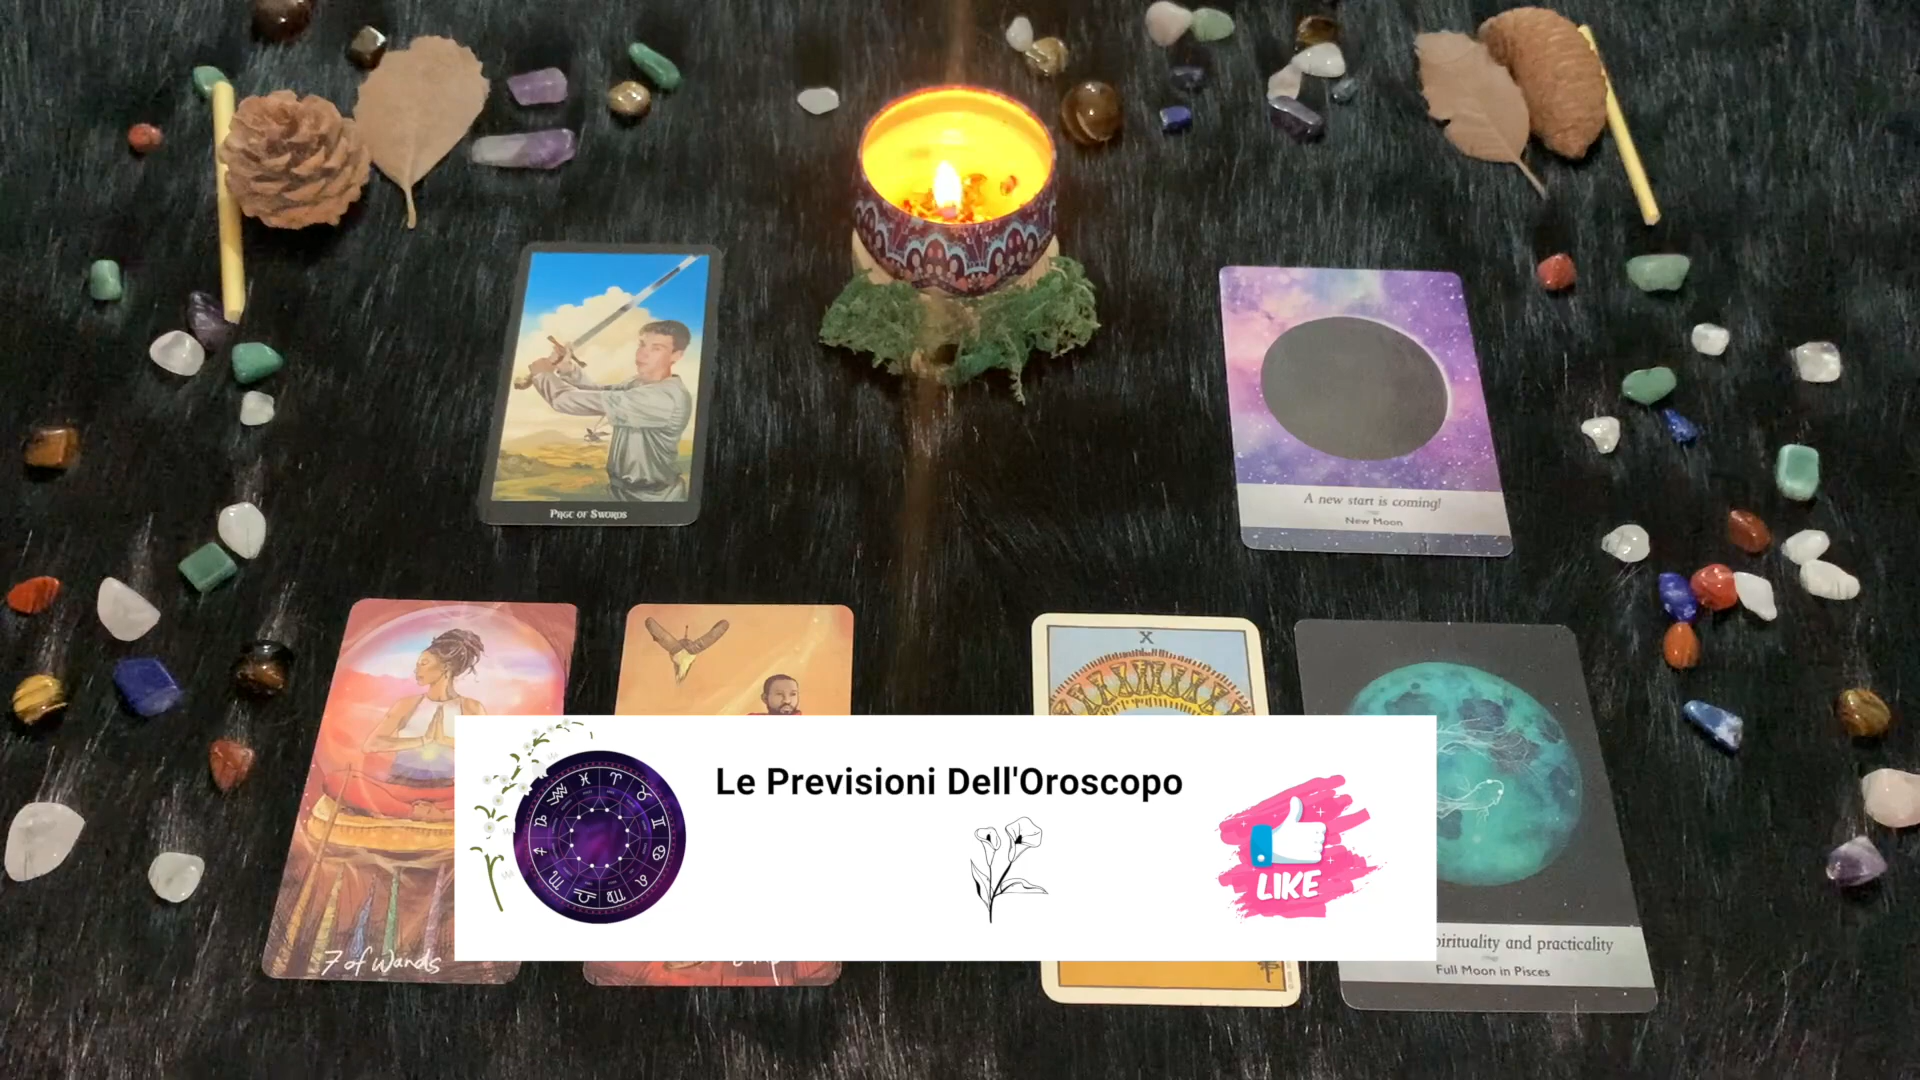 PAGE OF SWORDS
A new start is coming!
New Moon
X
Le Previsioni Dell'Oroscopo
LIKE
7 of Wands
pirituality and practicality
Full Moon in Pisces